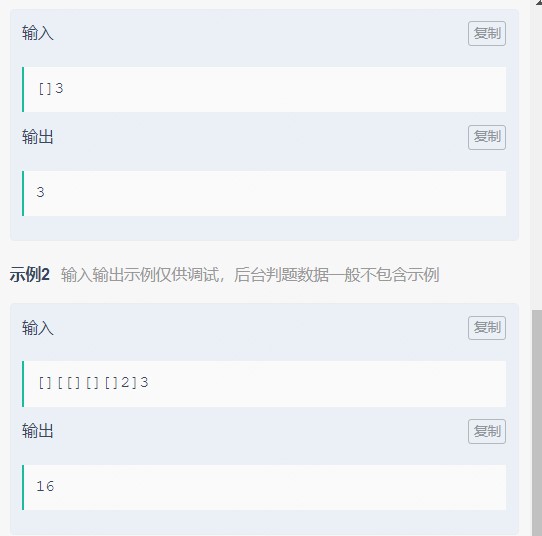 输入
复制
[]3
输出
复制
3
示例2 输入输出示例仅供调试，后台判题数据一般不包含示例
输入
复制
[][[][][]2]3
输出
复制
16